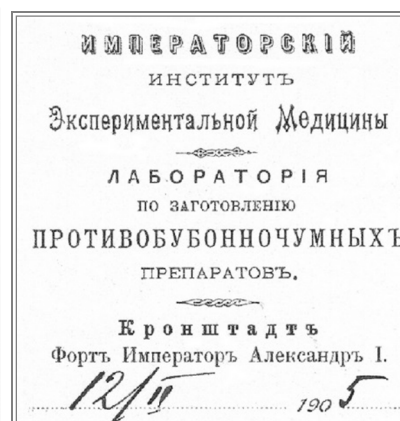 ИМПЕРАТОРСКІЙ
ИНСТИТУТЪ
Экспериментальной Медицины
ЛАБОРАТОРІЯ
ПО ЗАГОТОВЛЕНІЮ
ПРОТИВОБУБОННОЧУМНЫХЪ
ПРЕПАРАТОВЪ.
Кронштадтъ
Фортъ Императоръ Александръ I.
12/II 1905